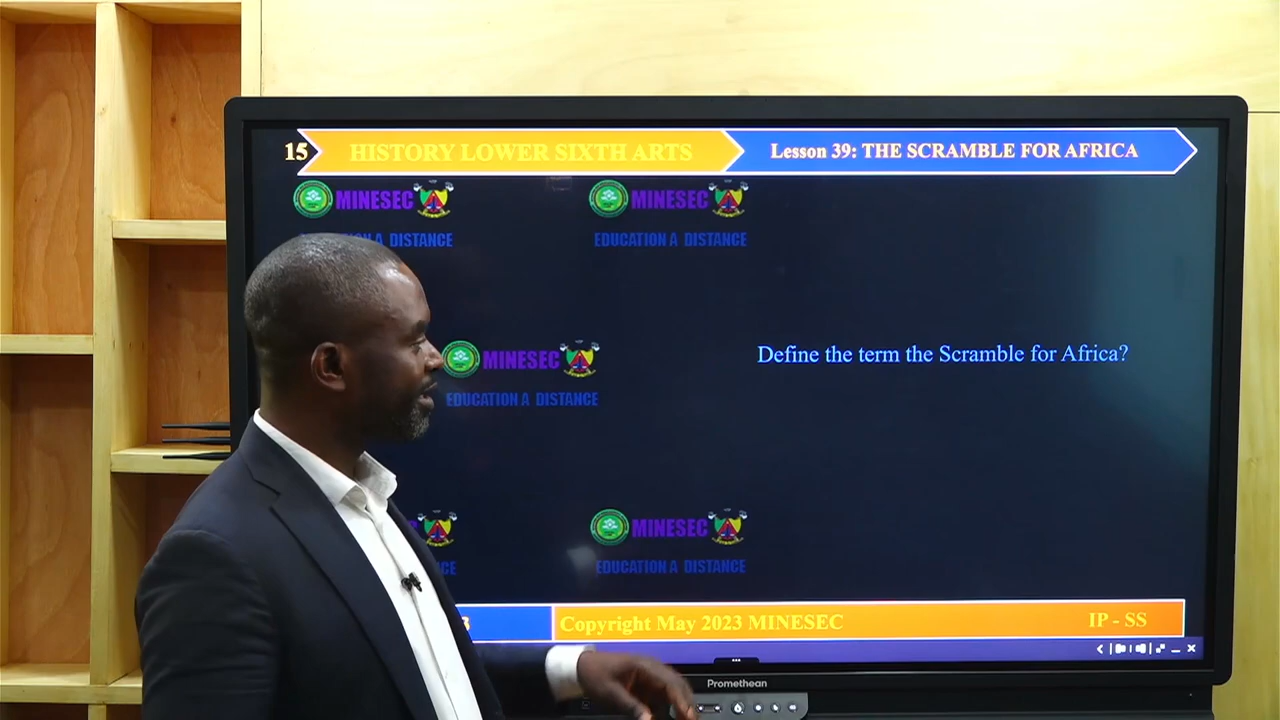 15 HISTORY LOWER SIXTH ARTS Lesson 39: THE SCRAMBLE FOR AFRICA
MINESEC MINESEC
A DISTANCE EDUCATION A DISTANCE
MINESEC
EDUCATION A DISTANCE
Define the term the Scramble for Africa?
MINESEC
EDUCATION A DISTANCE
Copyright May 2023 MINESEC IP - SS
Promethean